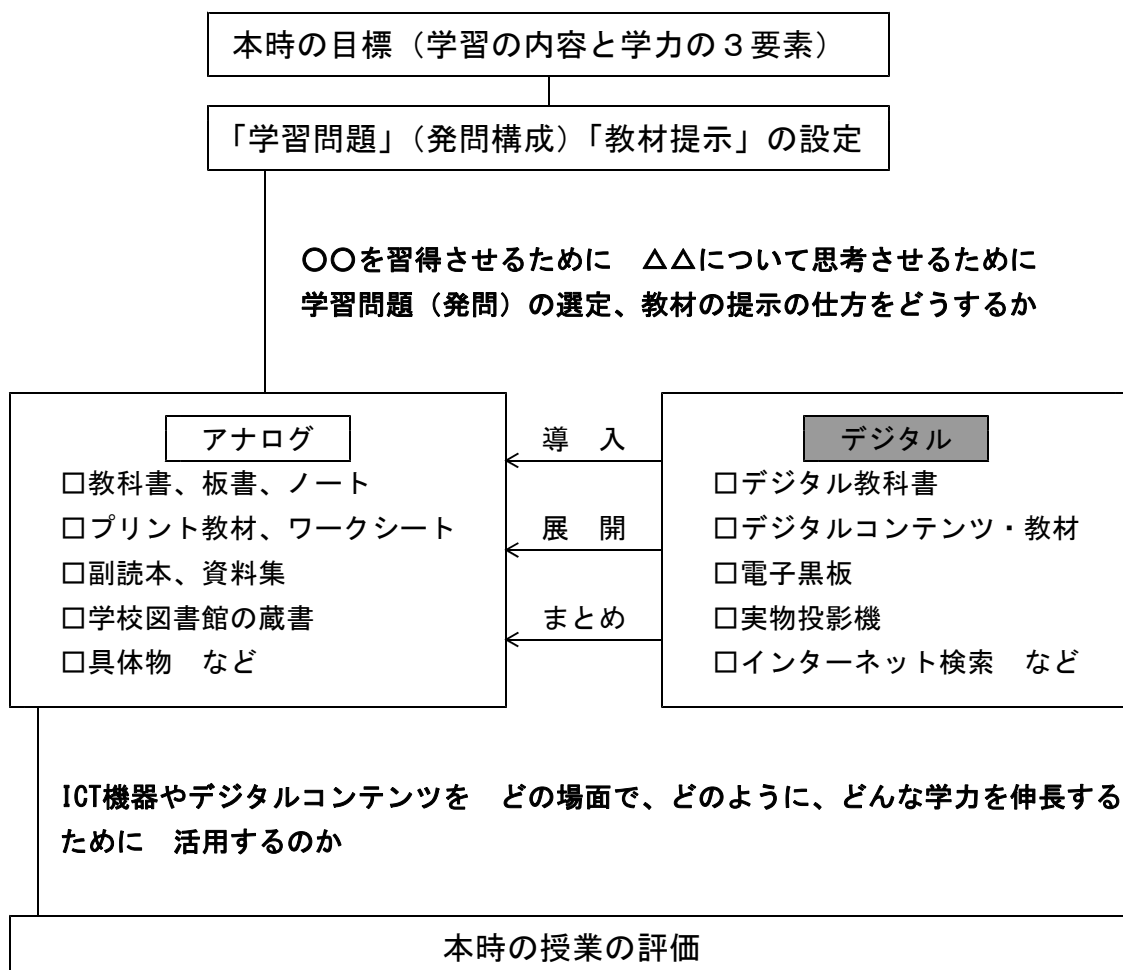 本時の目標（学習の内容と学力の３要素）
「学習問題」（発問構成）「教材提示」の設定
〇〇を習得させるために　△△について思考させるために
学習問題（発問）の選定、教材の提示の仕方をどうするか
アナログ
□教科書、板書、ノート
□プリント教材、ワークシート
□副読本、資料集
□学校図書館の蔵書
□具体物　など
導　入
展　開
まとめ
デジタル
□デジタル教科書
□デジタルコンテンツ・教材
□電子黒板
□実物投影機
□インターネット検索　など
ICT機器やデジタルコンテンツを　どの場面で、どのように、どんな学力を伸長する
ために　活用するのか
本時の授業の評価